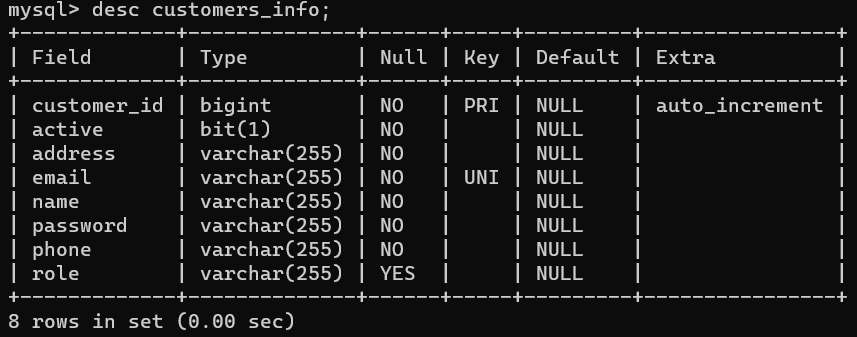 mysql> desc customers_info;
+-------------+--------------+------+-----+---------+----------------+
| Field       | Type         | Null | Key | Default | Extra          |
+-------------+--------------+------+-----+---------+----------------+
| customer_id | bigint       | NO   | PRI | NULL    | auto_increment |
| active      | bit(1)       | NO   |     | NULL    |                |
| address     | varchar(255) | NO   |     | NULL    |                |
| email       | varchar(255) | NO   | UNI | NULL    |                |
| name        | varchar(255) | NO   |     | NULL    |                |
| password    | varchar(255) | NO   |     | NULL    |                |
| phone       | varchar(255) | NO   |     | NULL    |                |
| role        | varchar(255) | YES  |     | NULL    |                |
+-------------+--------------+------+-----+---------+----------------+
8 rows in set (0.00 sec)